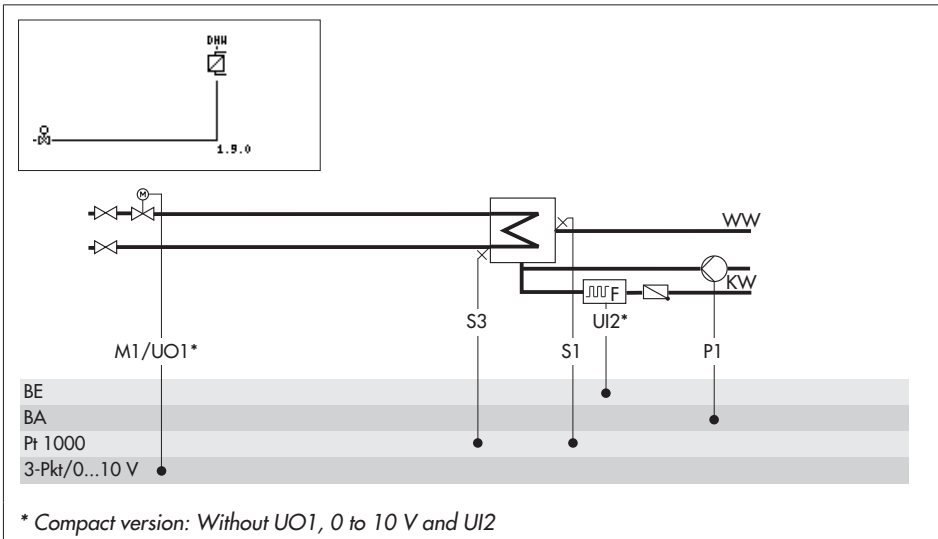 DHW
1.9.0
M
WW
KW
F
S3
UI2*
M1/UO1*
S1
P1
BE
BA
Pt 1000
3-Pkt/0...10 V
* Compact version: Without UO1, 0 to 10 V and UI2